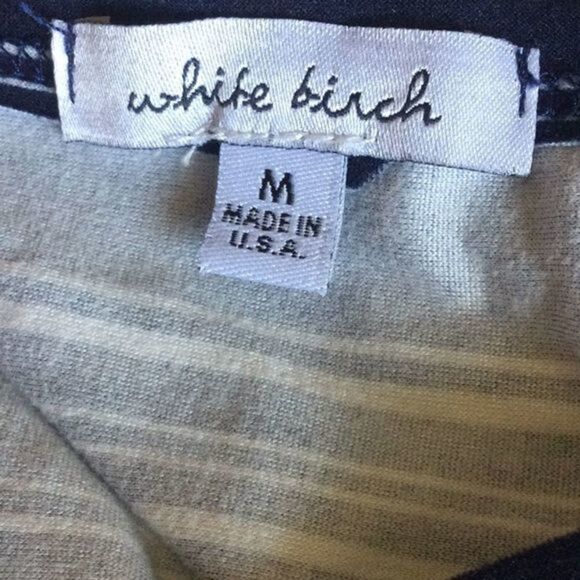 white birch
M
MADE IN
U.S.A.